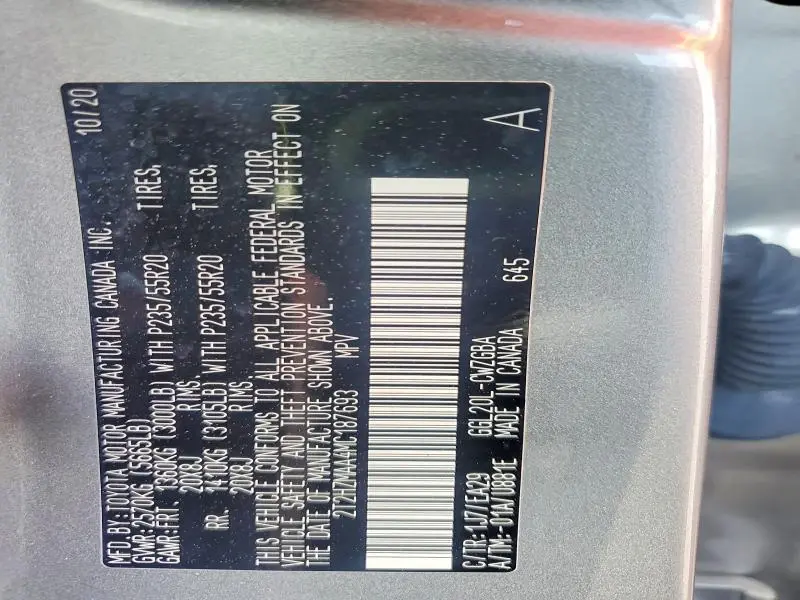 MFD.BY:TOYOTA MOTOR MANUFACTURING CANADA INC. 10/20
GVWR:2570KG (5665LB)
GAWR:FRT. 1360KG (3000LB) WITH P235/55R20 TIRES,
20X8J RIMS,
RR. 1410KG (3105LB) WITH P235/55R20 TIRES,
20X8J RIMS,
THIS VEHICLE CONFORMS TO ALL APPLICABLE FEDERAL MOTOR
VEHICLE SAFETY AND THEFT PREVENTION STANDARDS IN EFFECT ON
THE DATE OF MANUFACTURE SHOWN ABOVE.
2T2HZMAA4MC187693 MPV
C/TR:1J7/EA29 GGL20L-CWZGBA
A/TM:-01A/U881E MADE IN CANADA 645 A